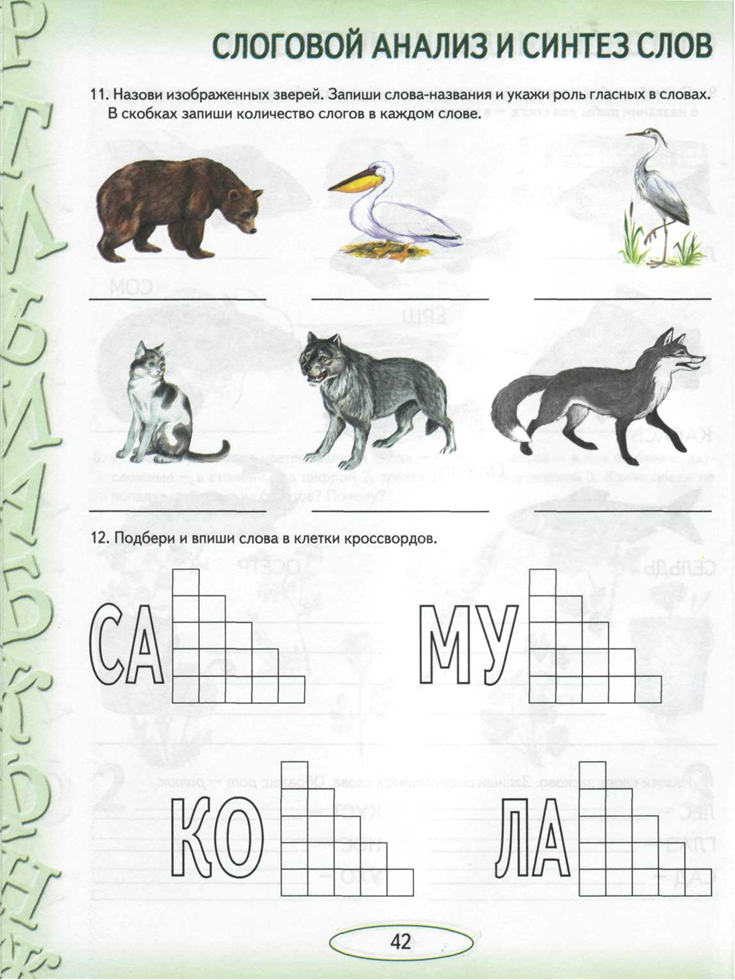 СЛОГОВОЙ АНАЛИЗ И СИНТЕЗ СЛОВ
11. Назови изображенных зверей. Запиши слова-названия и укажи роль гласных в словах.
В скобках запиши количество слогов в каждом слове.
12. Подбери и впиши слова в клетки кроссвордов.
СА
МУ
КО
ЛА
42